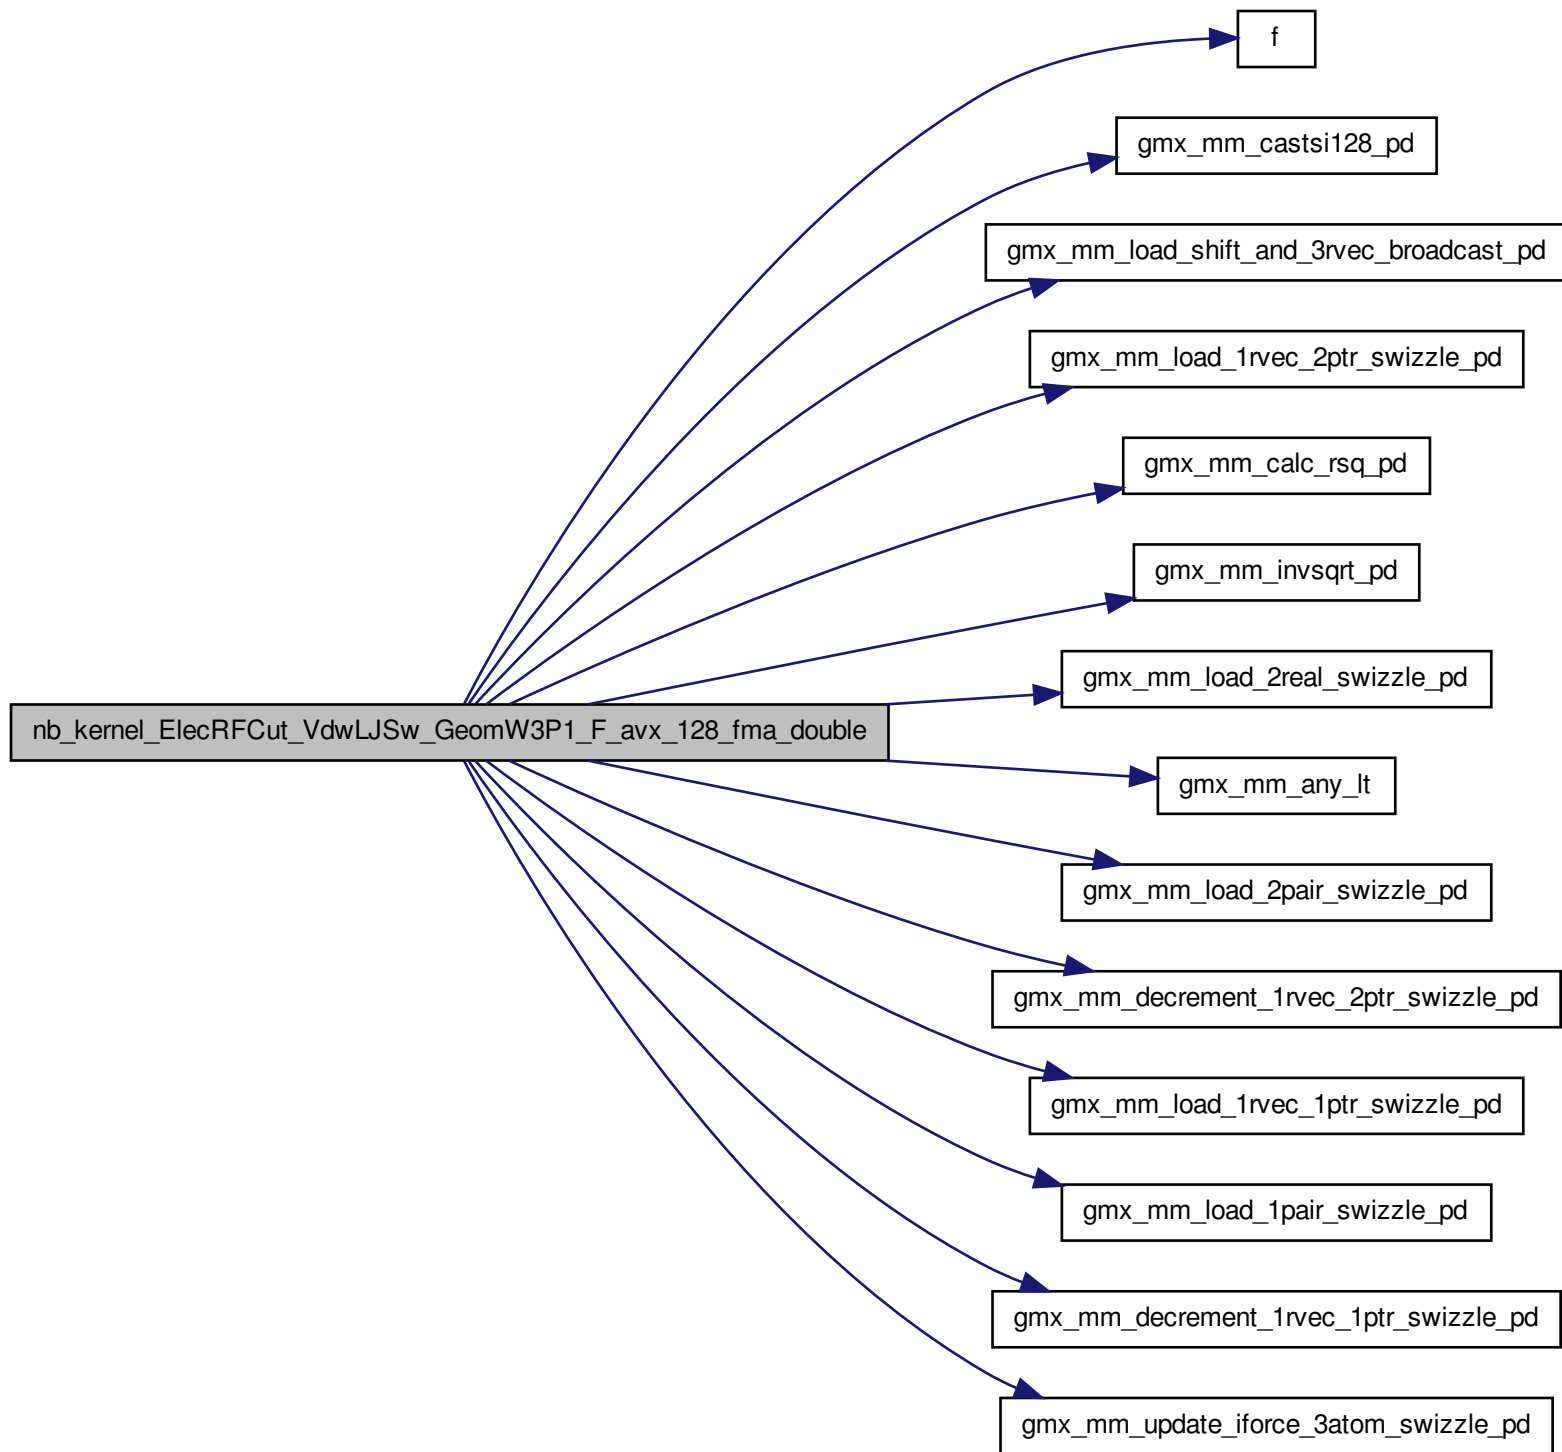 f
gmx_mm_castsi128_pd
gmx_mm_load_shift_and_3rvec_broadcast_pd
gmx_mm_load_1rvec_2ptr_swizzle_pd
gmx_mm_calc_rsq_pd
gmx_mm_invsqrt_pd
gmx_mm_load_2real_swizzle_pd
nb_kernel_ElecRFCut_VdwLJSw_GeomW3P1_F_avx_128_fma_double
gmx_mm_any_lt
gmx_mm_load_2pair_swizzle_pd
gmx_mm_decrement_1rvec_2ptr_swizzle_pd
gmx_mm_load_1rvec_1ptr_swizzle_pd
gmx_mm_load_1pair_swizzle_pd
gmx_mm_decrement_1rvec_1ptr_swizzle_pd
gmx_mm_update_iforce_3atom_swizzle_pd